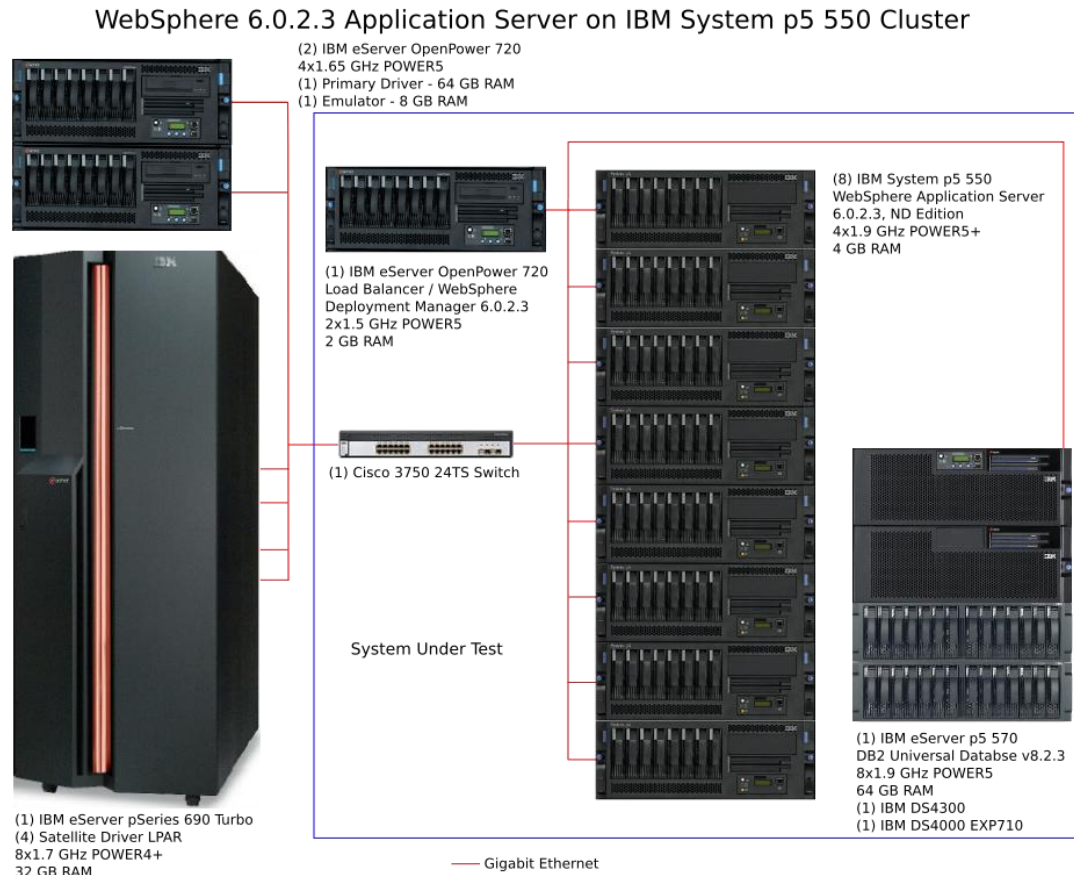 WebSphere 6.0.2.3 Application Server on IBM System p5 550 Cluster
(2) IBM eServer OpenPower 720
4x1.65 GHz POWER5
(1) Primary Driver - 64 GB RAM
(1) Emulator - 8 GB RAM
(1) IBM eServer OpenPower 720
Load Balancer / WebSphere
Deployment Manager 6.0.2.3
2x1.5 GHz POWER5
2 GB RAM
(8) IBM System p5 550
WebSphere Application Server
6.0.2.3, ND Edition
4x1.9 GHz POWER5+
4 GB RAM
(1) Cisco 3750 24TS Switch
System Under Test
(1) IBM eServer p5 570
DB2 Universal Databse v8.2.3
8x1.9 GHz POWER5
64 GB RAM
(1) IBM DS4300
(1) IBM DS4000 EXP710
(1) IBM eServer pSeries 690 Turbo
(4) Satellite Driver LPAR
8x1.7 GHz POWER4+
32 GB RAM
Gigabit Ethernet